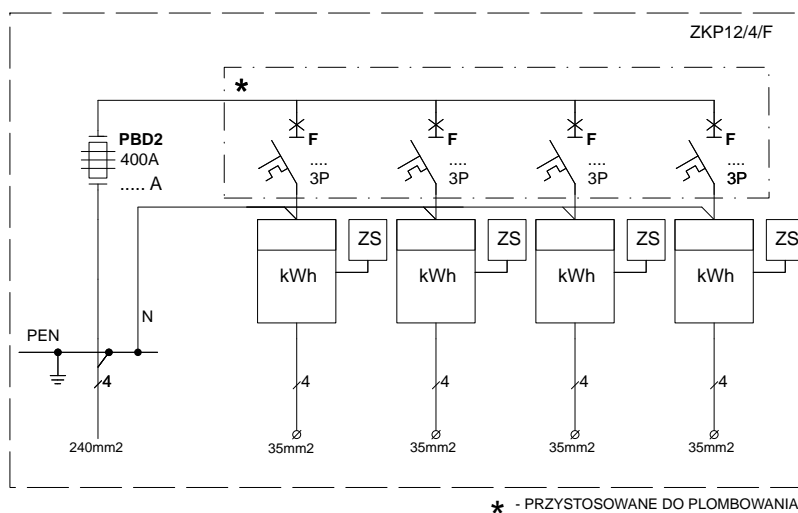 ZKP12/4/F
*
PBD2
400A
..... A
F
....
3P
F
....
3P
F
....
3P
F
....
3P
kWh
ZS
kWh
ZS
kWh
ZS
kWh
ZS
N
PEN
4
4
4
4
4
240mm2
35mm2
35mm2
35mm2
35mm2
* - PRZYSTOSOWANE DO PLOMBOWANIA